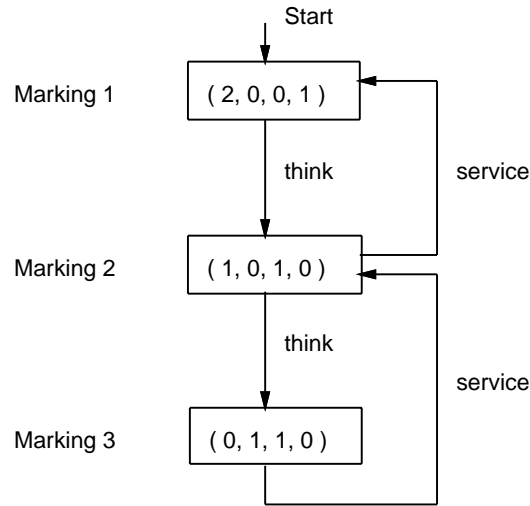 Start
Marking 1
( 2, 0, 0, 1 )
think
service
Marking 2
( 1, 0, 1, 0 )
think
service
Marking 3
( 0, 1, 1, 0 )